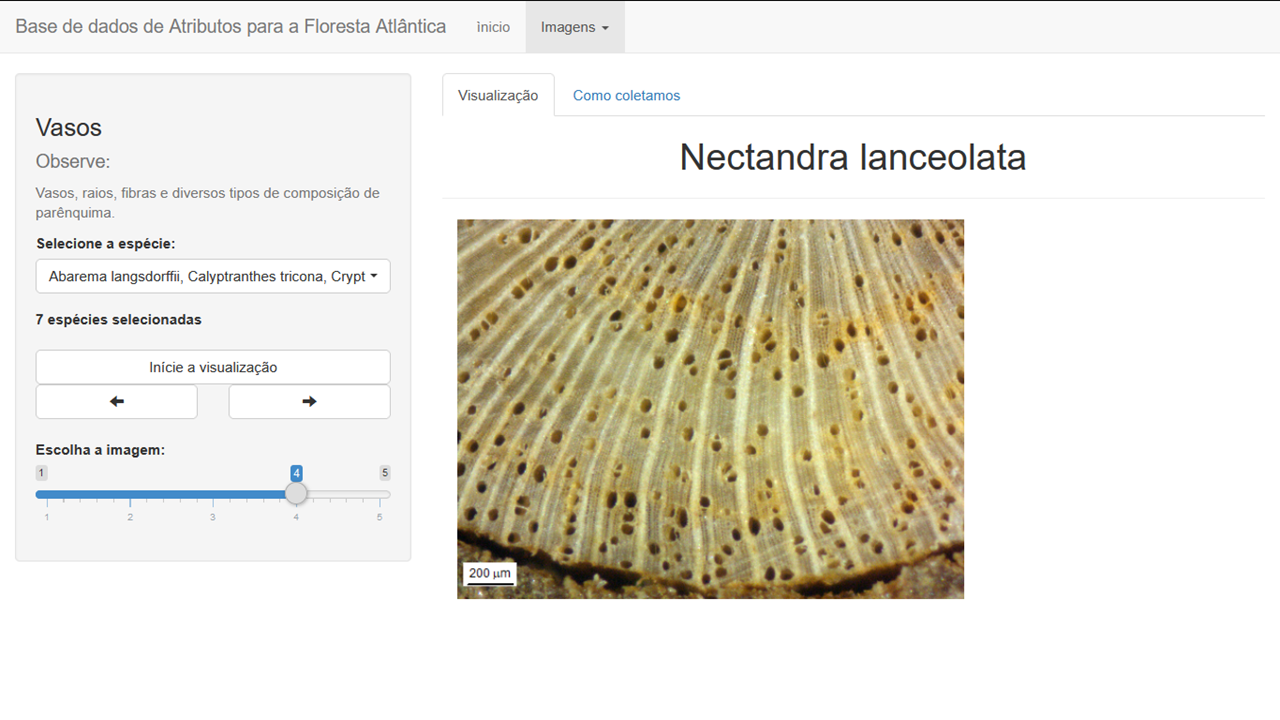 Base de dados de Atributos para a Floresta Atlântica
ìnicio
Imagens
Vasos
Observe:
Vasos, raios, fibras e diversos tipos de composição de
parênquima.
Selecione a espécie:
Abarema langsdorffii, Calyptranthes tricona, Crypt
7 espécies selecionadas
Inície a visualização
Escolha a imagem:
1 4 5
1 2 3 4 5
Visualização
Como coletamos
Nectandra lanceolata
200 µm